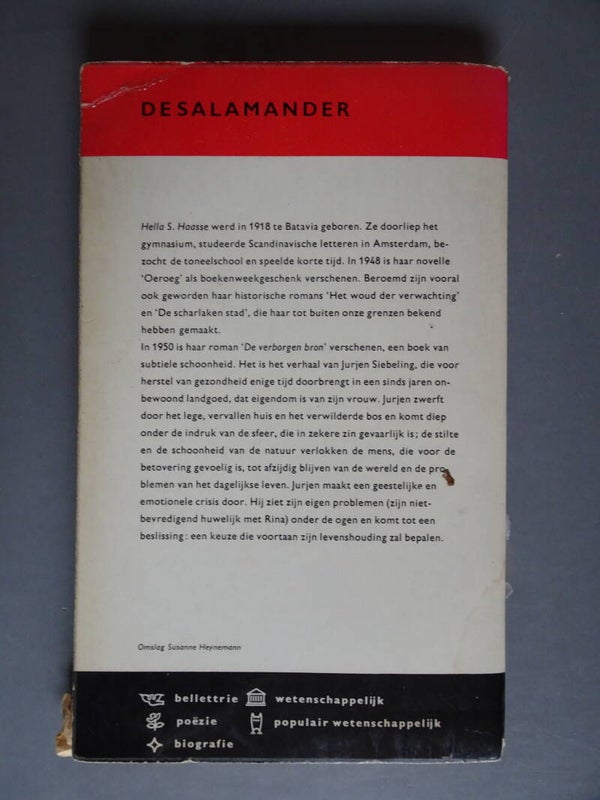 DESALAMANDER
Hella S. Haasse werd in 1918 te Batavia geboren. Ze doorliep het
gymnasium, studeerde Scandinavische letteren in Amsterdam, be-
zocht de toneelschool en speelde korte tijd. In 1948 is haar novelle
'Oeroeg' als boekenweekgeschenk verschenen. Beroemd zijn vooral
ook geworden haar historische romans 'Het woud der verwachting'
en 'De scharlaken stad', die haar tot buiten onze grenzen bekend
hebben gemaakt.
In 1950 is haar roman 'De verborgen bron' verschenen, een boek van
subtiele schoonheid. Het is het verhaal van Jurjen Siebeling, die voor
herstel van gezondheid enige tijd doorbrengt in een sinds jaren on-
bewoond landgoed, dat eigendom is van zijn vrouw. Jurjen zwerft
door het lege, vervallen huis en het verwilderde bos en komt diep
onder de indruk van de sfeer, die in zekere zin gevaarlijk is; de stilte
en de schoonheid van de natuur verlokken de mens, die voor de
betovering gevoelig is, tot afzijdig blijven van de wereld en de pro-
blemen van het dagelijkse leven. Jurjen maakt een geestelijke en
emotionele crisis door. Hij ziet zijn eigen problemen (zijn niet-
bevredigend huwelijk met Rina) onder de ogen en komt tot een
beslissing: een keuze die voortaan zijn levenshouding zal bepalen.
Omslag Susanne Heynemann
bellettrie wetenschappelijk
poëzie populair wetenschappelijk
biografie